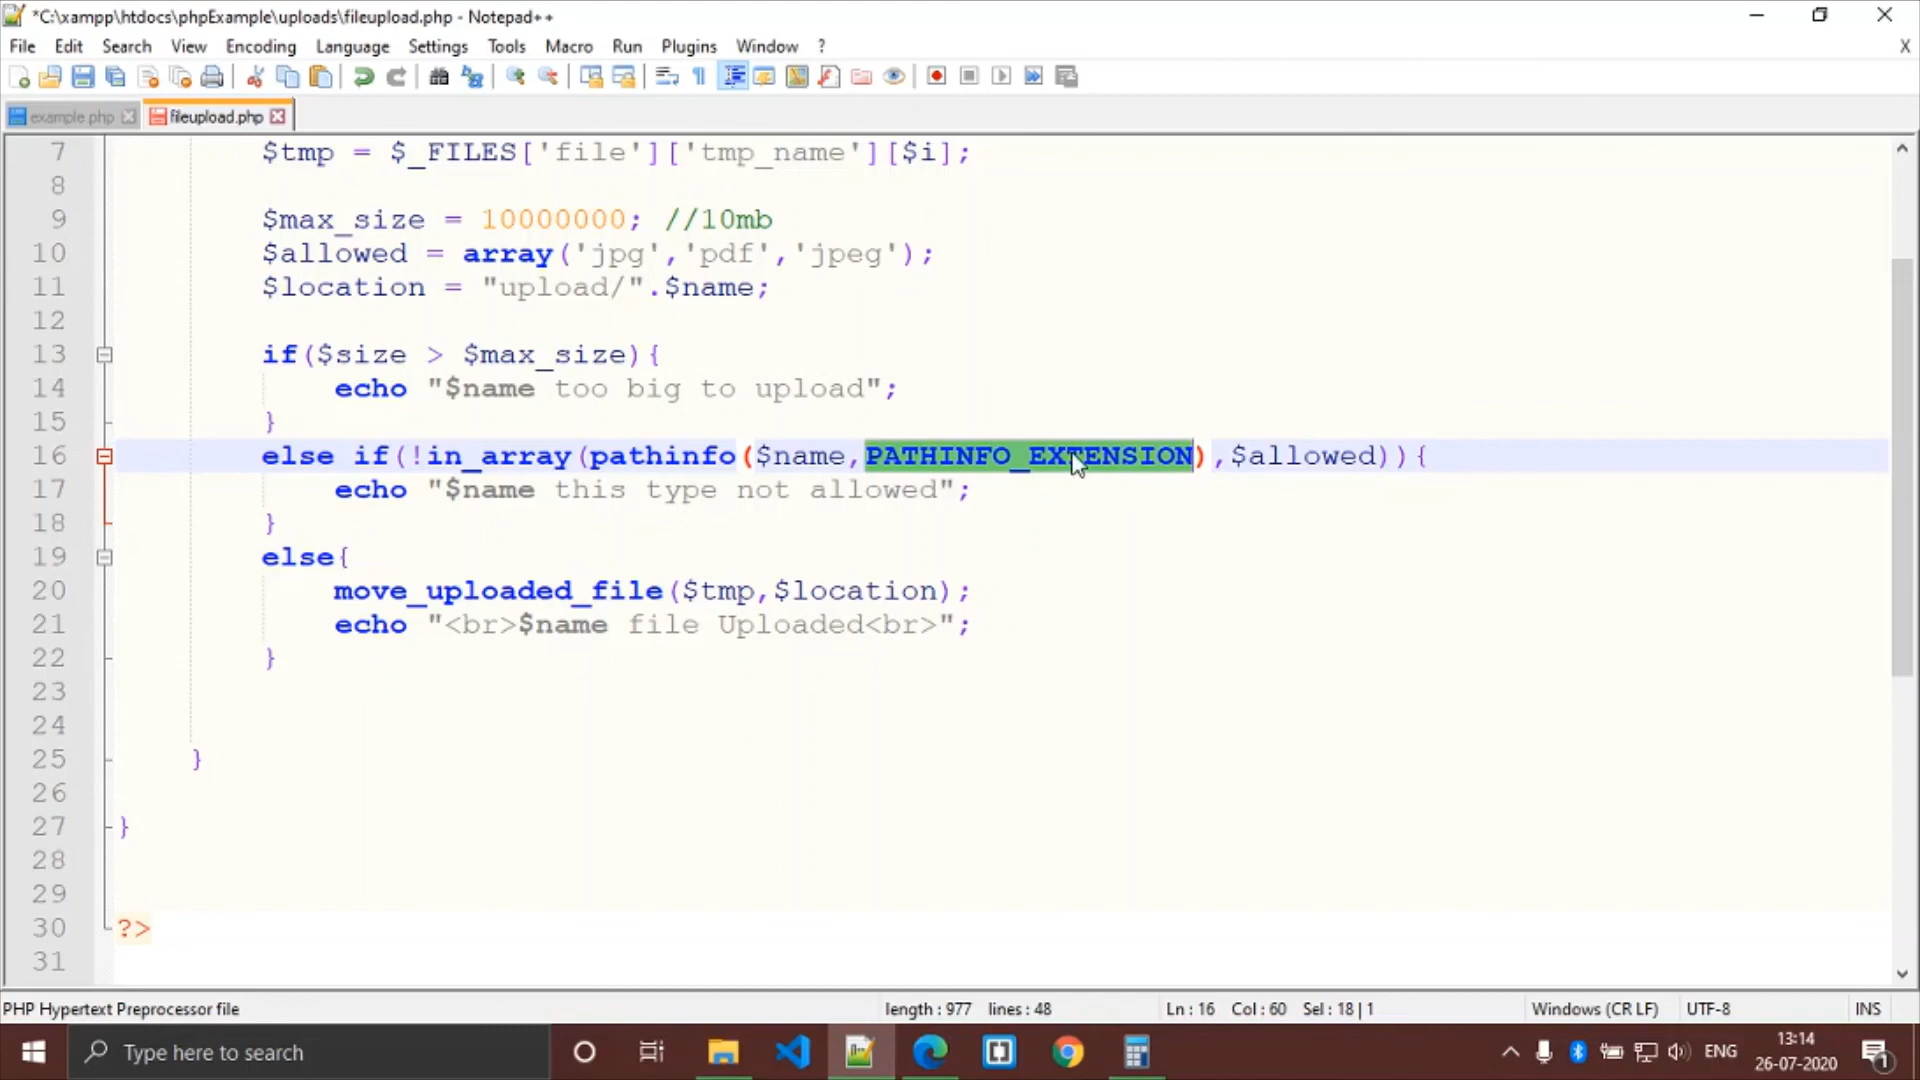 *C:\xampp\htdocs\phpExample\uploads\fileupload.php - Notepad++
File Edit Search View Encoding Language Settings Tools Macro Run Plugins Window ? X
example.php fileupload.php
7 $tmp = $_FILES['file']['tmp_name'][$i];
8
9 $max_size = 10000000; //10mb
10 $allowed = array('jpg','pdf','jpeg');
11 $location = "upload/".$name;
12
13 if($size > $max_size){
14 echo "$name too big to upload";
15 }
16 else if(!in_array(pathinfo($name,PATHINFO_EXTENSION),$allowed)){
17 echo "$name this type not allowed";
18 }
19 else{
20 move_uploaded_file($tmp,$location);
21 echo "<br>$name file Uploaded<br>";
22 }
23
24
25 }
26
27 }
28
29
30 ?>
31
PHP Hypertext Preprocessor file length : 977 lines : 48 Ln : 16 Col : 60 Sel : 18 | 1 Windows (CR LF) UTF-8 INS
Type here to search ENG 13:14
26-07-2020 1